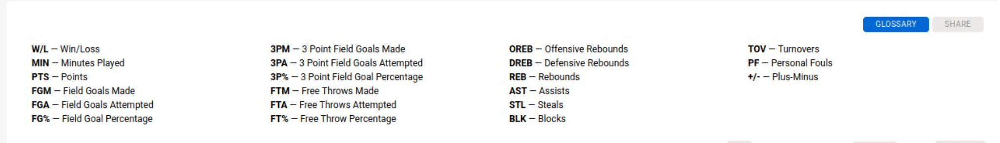 GLOSSARY
SHARE
W/L — Win/Loss
MIN — Minutes Played
PTS — Points
FGM — Field Goals Made
FGA — Field Goals Attempted
FG% — Field Goal Percentage
3PM — 3 Point Field Goals Made
3PA — 3 Point Field Goals Attempted
3P% — 3 Point Field Goal Percentage
FTM — Free Throws Made
FTA — Free Throws Attempted
FT% — Free Throw Percentage
OREB — Offensive Rebounds
DREB — Defensive Rebounds
REB — Rebounds
AST — Assists
STL — Steals
BLK — Blocks
TOV — Turnovers
PF — Personal Fouls
+/- — Plus-Minus